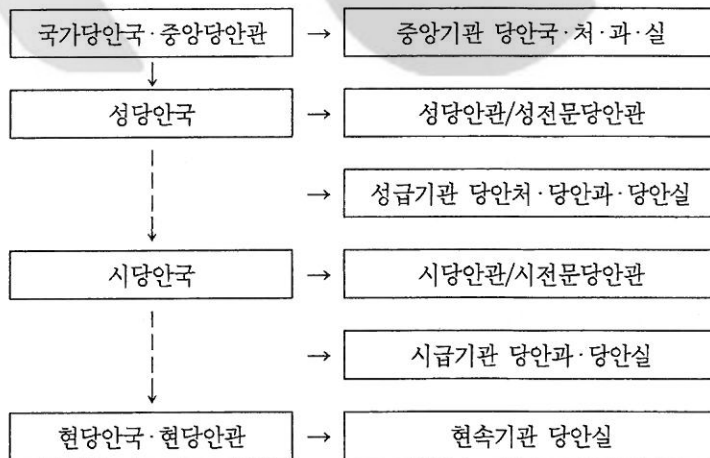 국가당안국·중앙당안관 → 중앙기관 당안국·처·과·실
성당안국 → 성당안관/성전문당안관
→ 성급기관 당안처·당안과·당안실
시당안국 → 시당안관/시전문당안관
→ 시급기관 당안과·당안실
현당안국·현당안관 → 현속기관 당안실